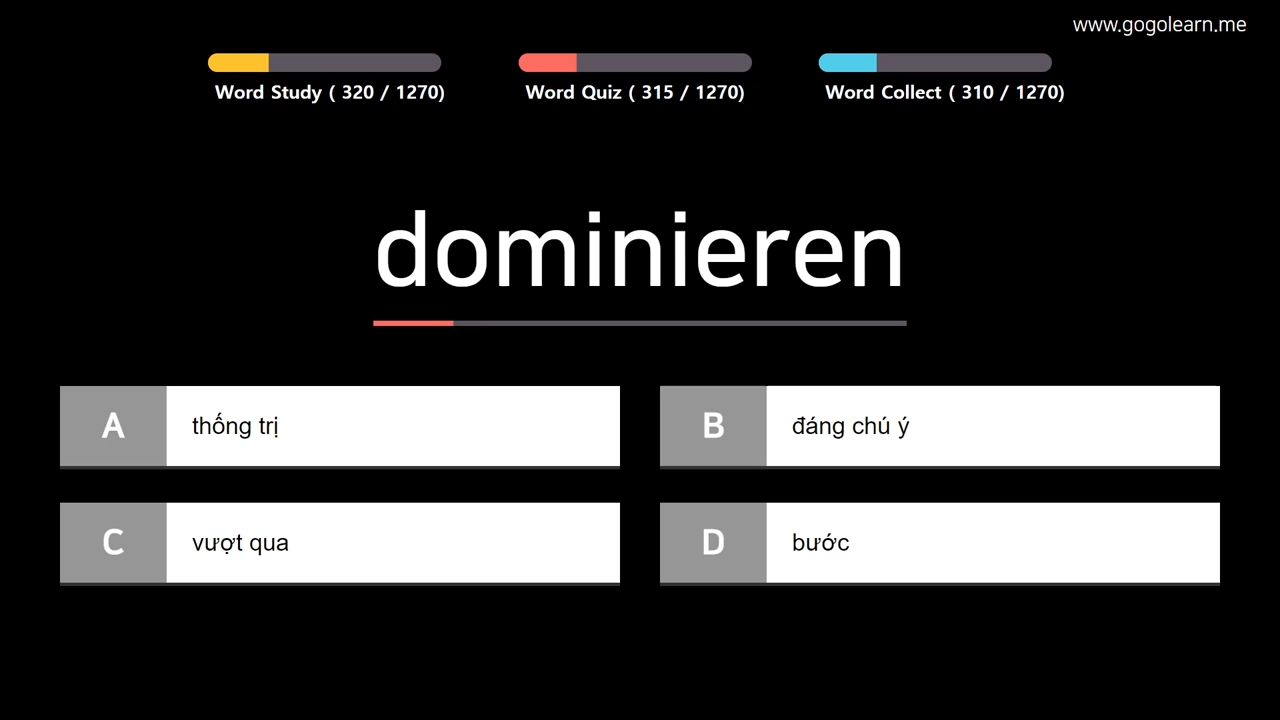 www.gogolearn.me
Word Study ( 320 / 1270)
Word Quiz ( 315 / 1270)
Word Collect ( 310 / 1270)
dominieren
A thống trị
B đáng chú ý
C vượt qua
D bước